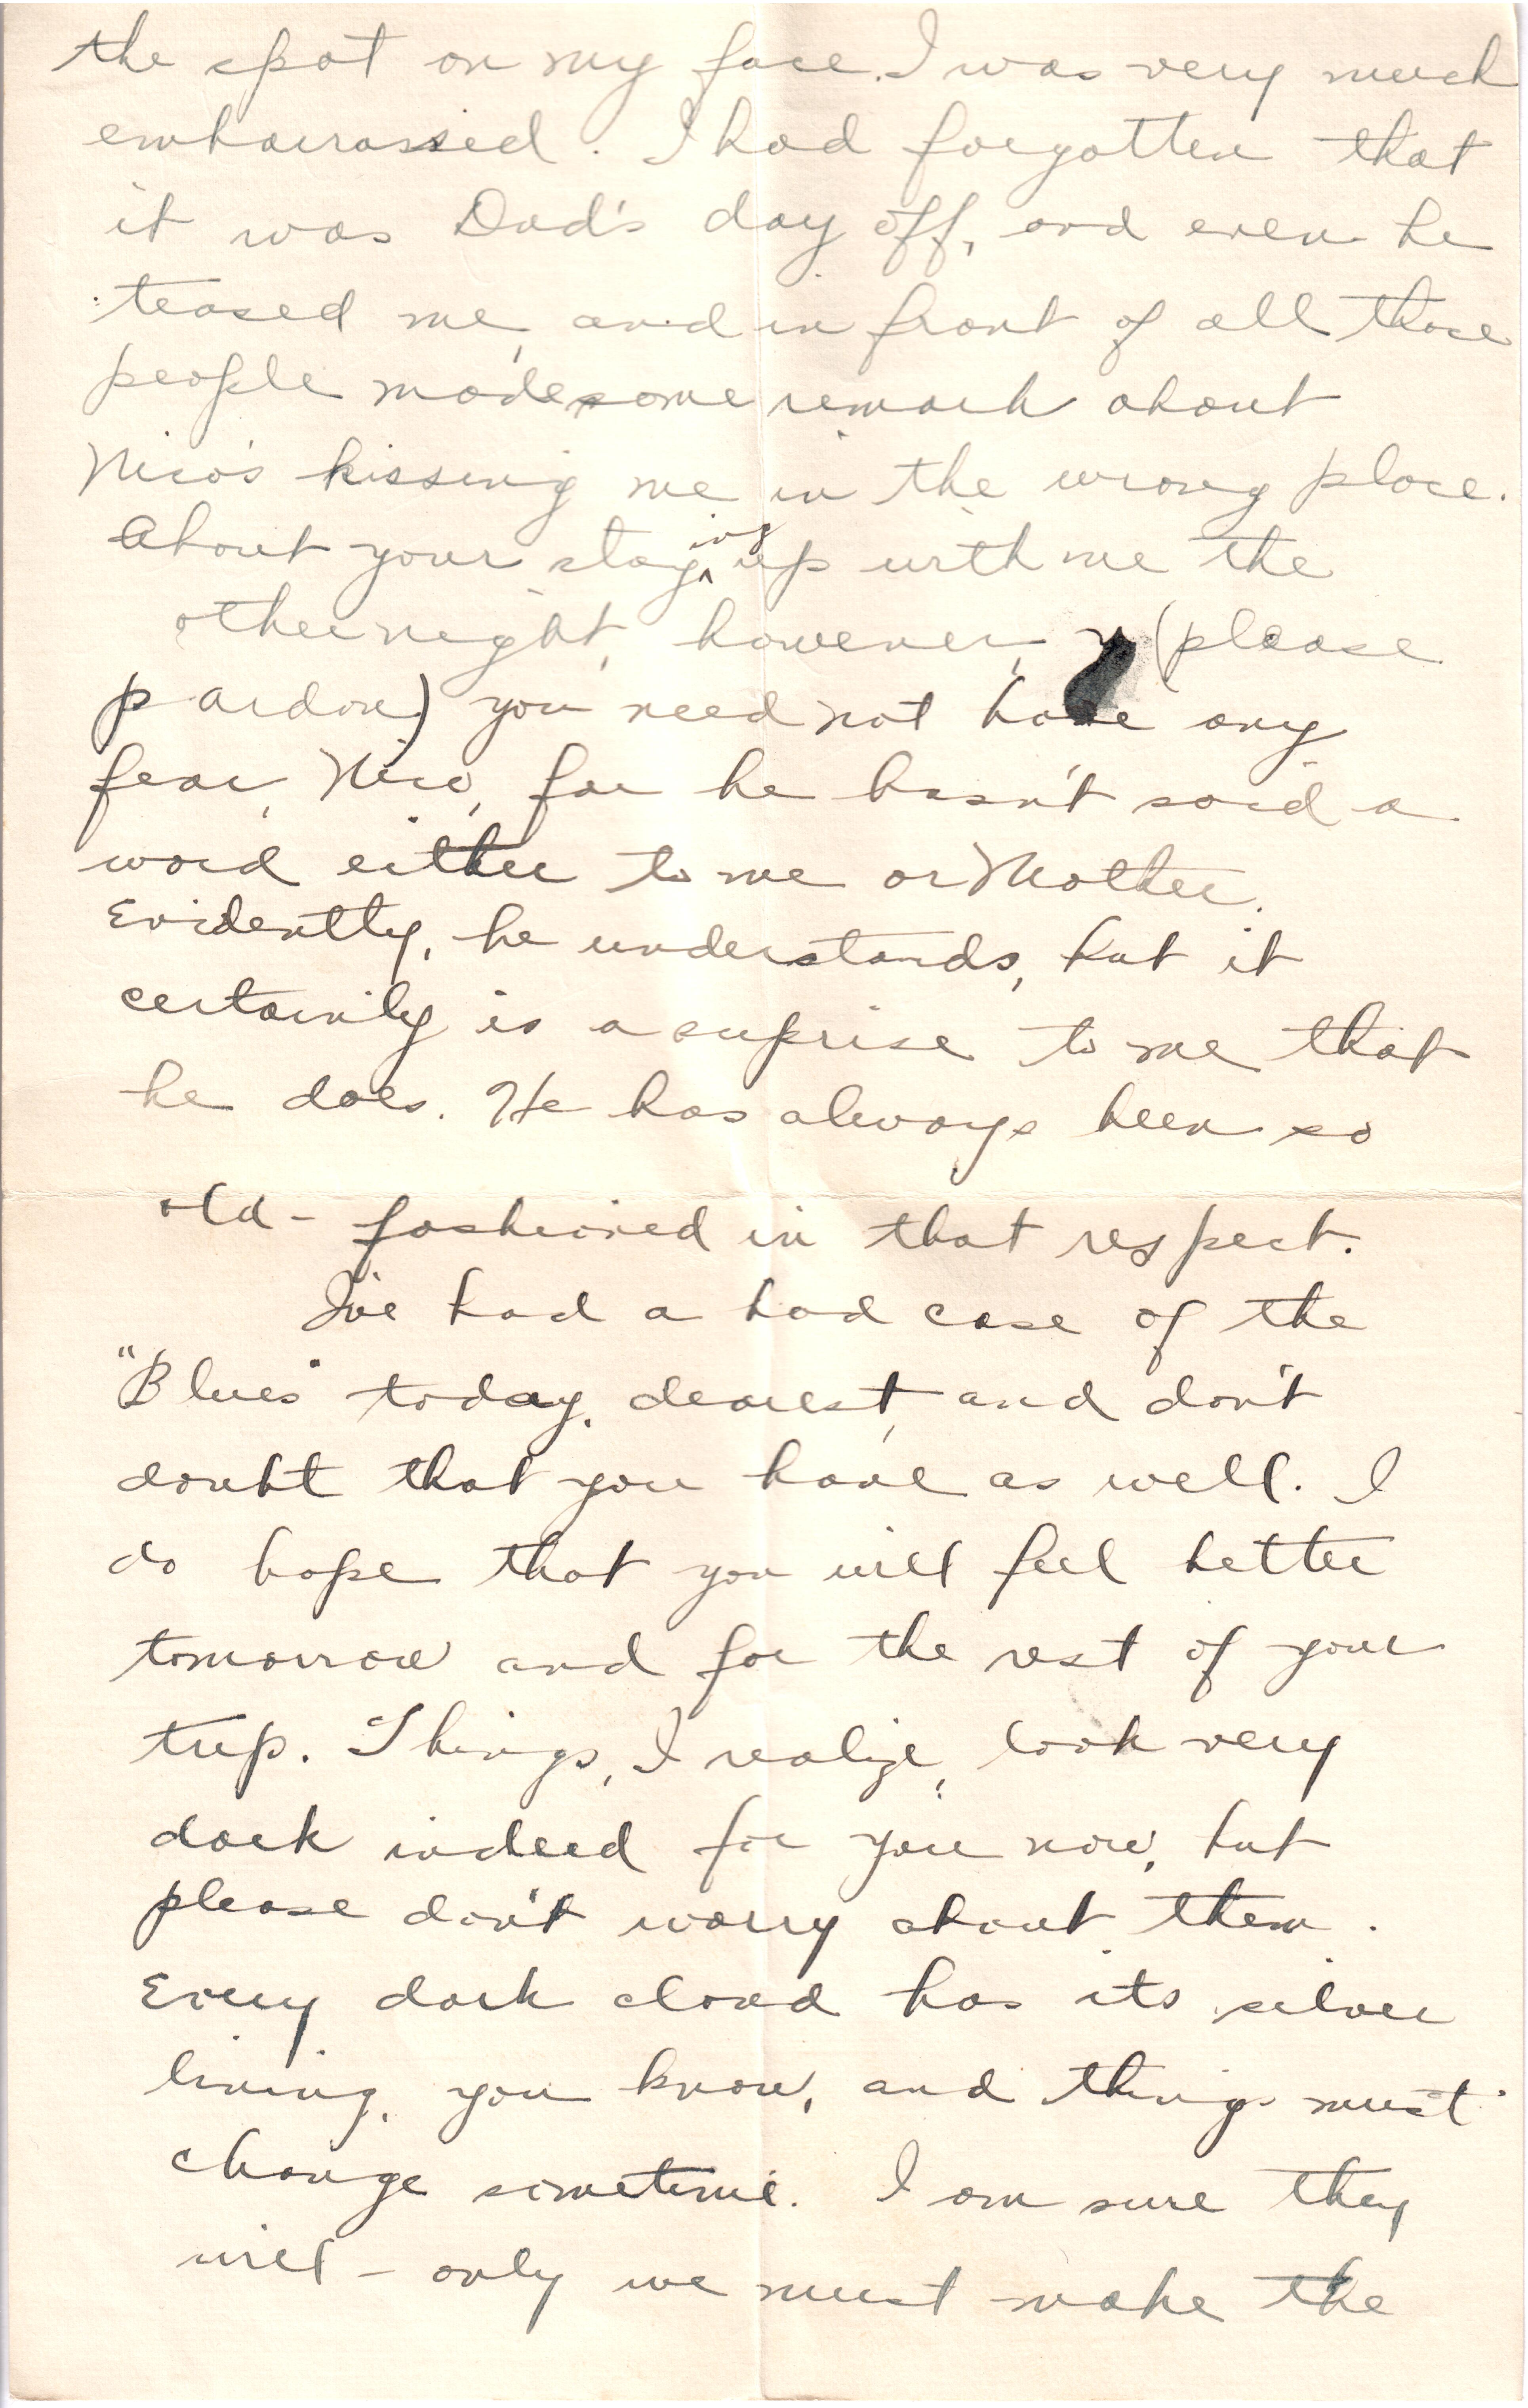 the spot on my face. I was very much
embarrassed. I had forgotten that
it was Dad's day off, and even he
teased me, and in front of all those
people made some remark about
Nico's kissing me in the wrong place.
About your staying up with me the
other night, however, (please
pardon) you need not have any
fear, Nico, for he hasn't said a
word either to me or Mother.
Evidently, he understands, but it
certainly is a suprise to me that
he does. He has always been so
old-fashioned in that respect.
I've had a bad case of the
"Blues" today, dearest, and don't
doubt that you have as well. I
do hope that you will feel better
tomorrow and for the rest of your
trip. Things, I realize, look very
dark indeed for you now, but
please don't worry about them.
Every dark cloud has its silver
lining, you know, and things must
change sometime. I am sure they
will - only we must make the